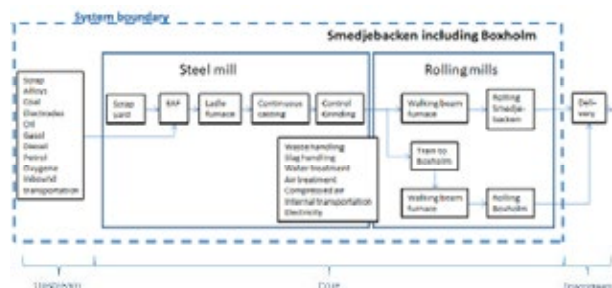 System boundary
Smedjebacken including Boxholm
Steel mill
Rolling mills
Scrap
Alloys
Coal
Electrodes
Oil
Gasol
Diesel
Petrol
Oxygene
Inbound
transportation
Scrap
yard
EAF
Ladle
furnace
Continuous
casting
Control
Grinding
Walking beam
furnace
Rolling
Smedje-
backen
Deli-
very
Train to
Boxholm
Walking beam
furnace
Rolling
Boxholm
Waste handling
Slag handling
Water treatment
Air treatment
Compressed air
Internal transportation
Electricity